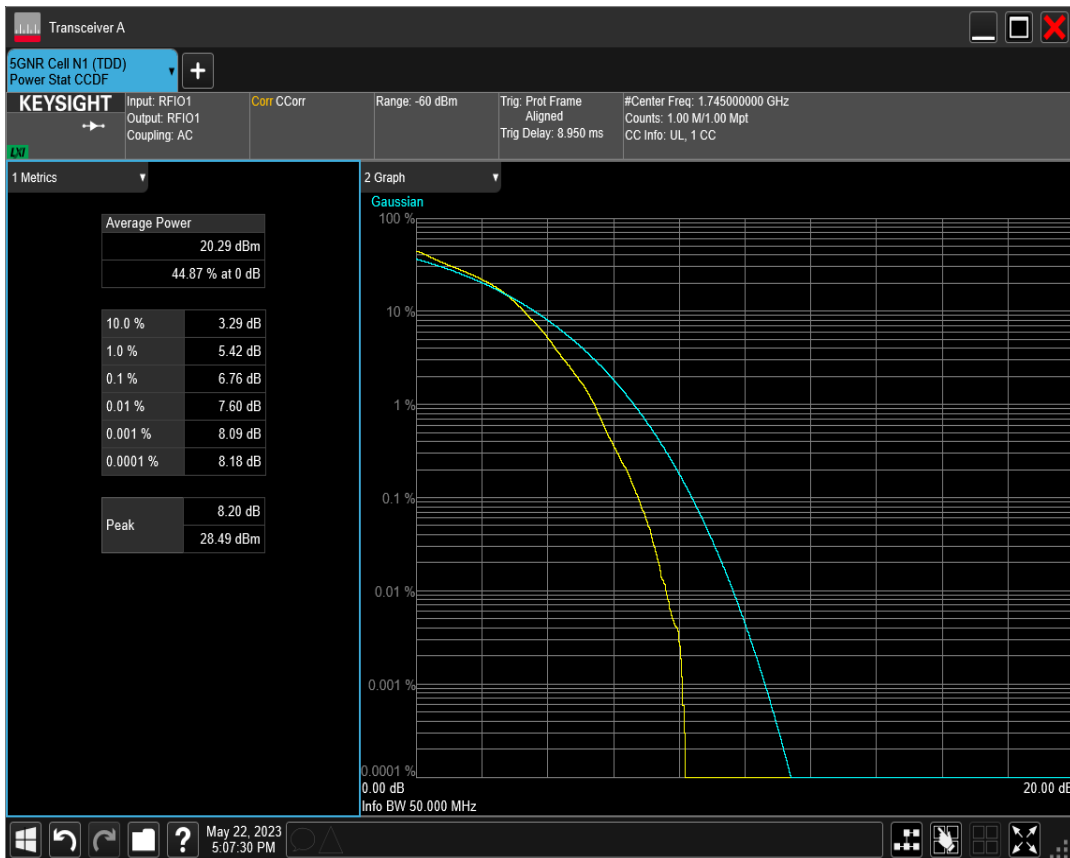 Transceiver A
5GNR Cell N1 (TDD)
Power Stat CCDF
KEYSIGHT
LXI
Input: RFIO1
Output: RFIO1
Coupling: AC
Corr CCorr
Range: -60 dBm
Trig: Prot Frame
Aligned
Trig Delay: 8.950 ms
#Center Freq: 1.745000000 GHz
Counts: 1.00 M/1.00 Mpt
CC Info: UL, 1 CC
1 Metrics
Average Power
20.29 dBm
44.87 % at 0 dB
10.0 % 3.29 dB
1.0 % 5.42 dB
0.1 % 6.76 dB
0.01 % 7.60 dB
0.001 % 8.09 dB
0.0001 % 8.18 dB
Peak
8.20 dB
28.49 dBm
2 Graph
Gaussian
100 %
10 %
1 %
0.1 %
0.01 %
0.001 %
0.0001 %
0.00 dB 20.00 dB
Info BW 50.000 MHz
?
May 22, 2023
5:07:30 PM